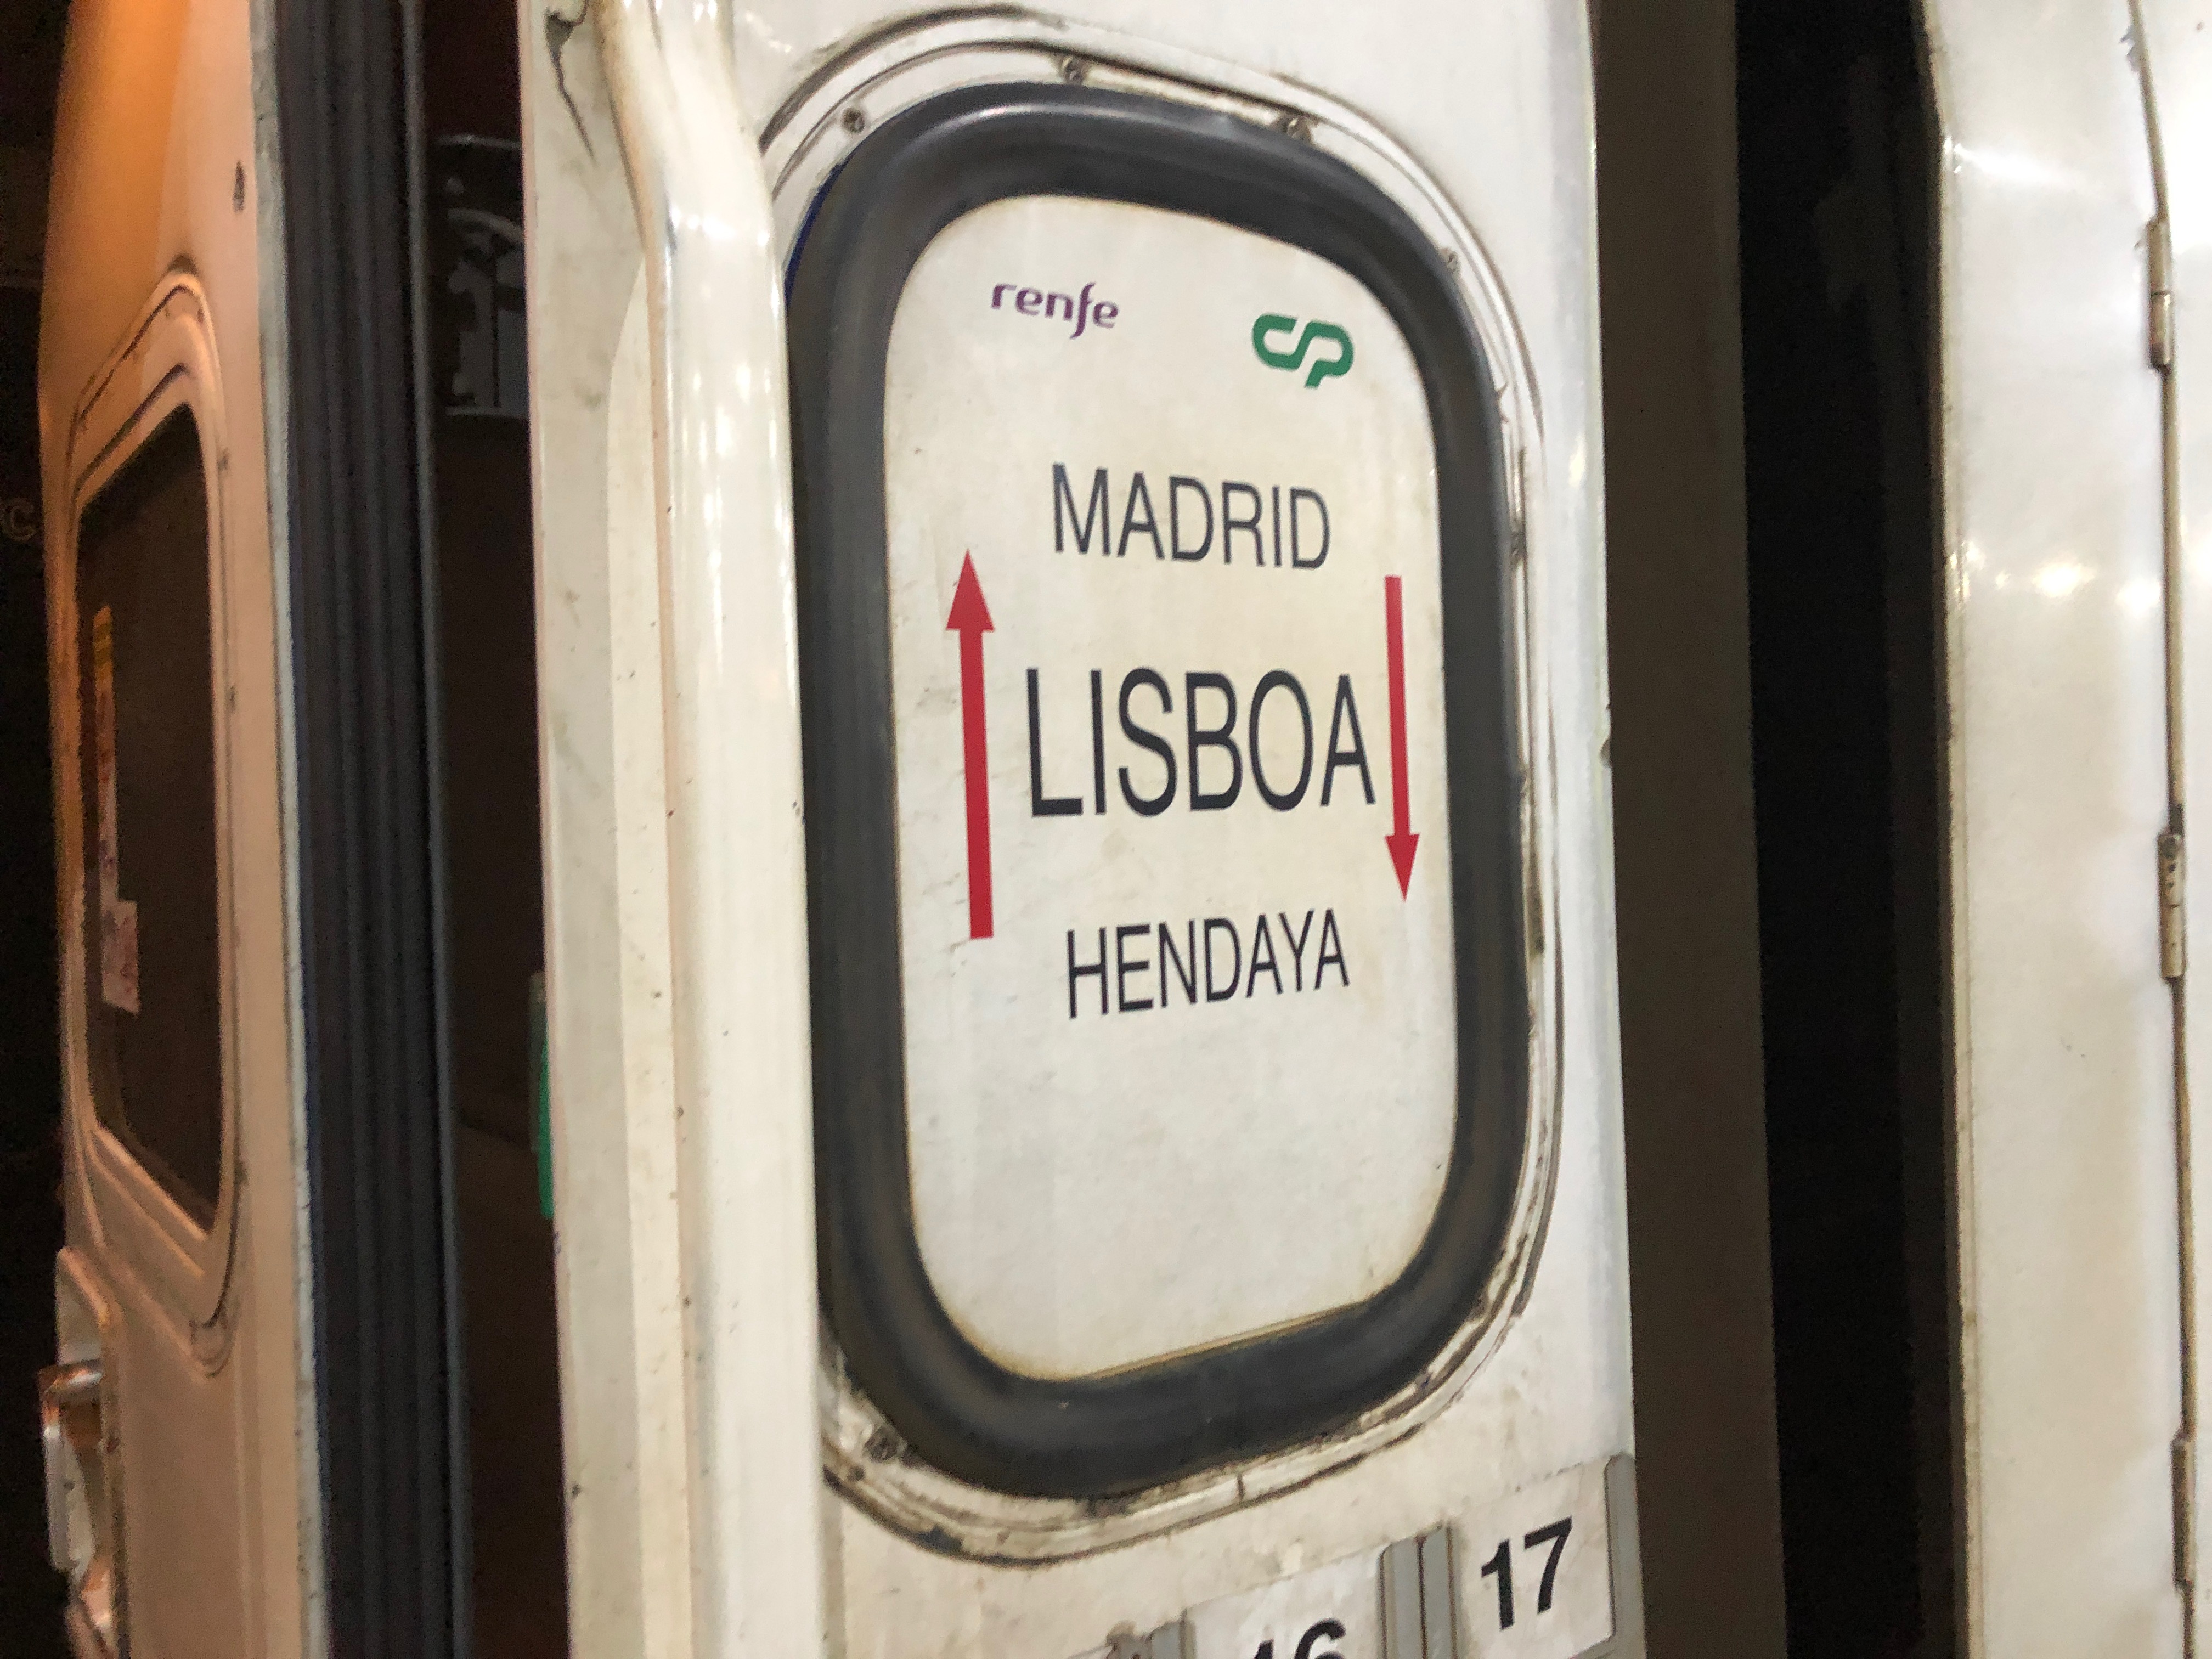 renfe CP
MADRID
LISBOA
HENDAYA
16 17